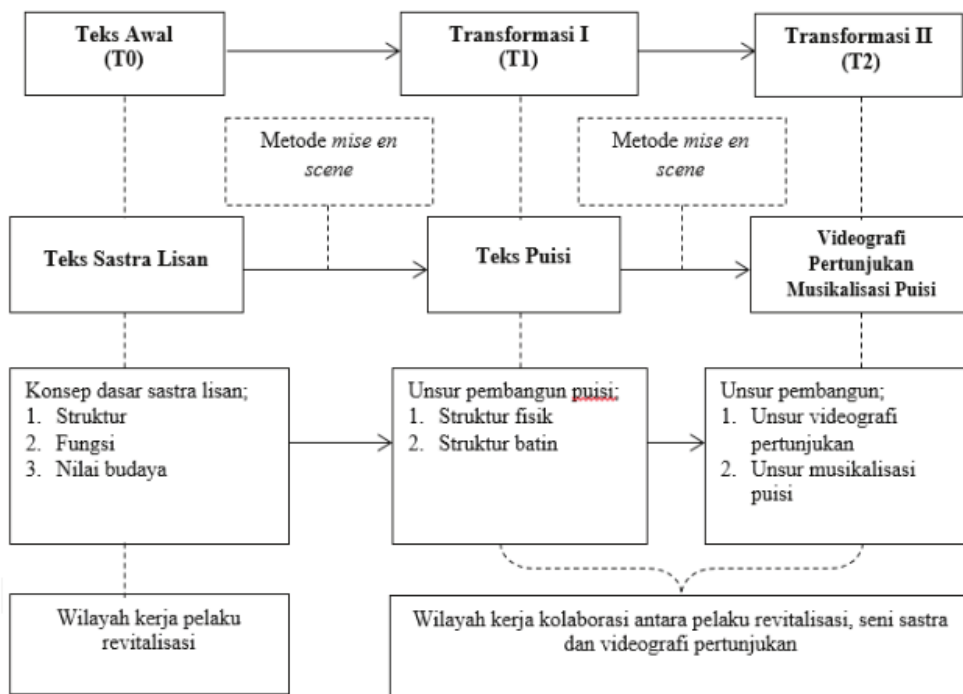 Teks Awal
(T0)
Transformasi I
(T1)
Transformasi II
(T2)
Metode mise en
scene
Metode mise en
scene
Teks Sastra Lisan
Teks Puisi
Videografi
Pertunjukan
Musikalisasi Puisi
Konsep dasar sastra lisan;
1. Struktur
2. Fungsi
3. Nilai budaya
Unsur pembangun puisi;
1. Struktur fisik
2. Struktur batin
Unsur pembangun;
1. Unsur videografi
pertunjukan
2. Unsur musikalisasi
puisi
Wilayah kerja pelaku
revitalisasi
Wilayah kerja kolaborasi antara pelaku revitalisasi, seni sastra
dan videografi pertunjukan